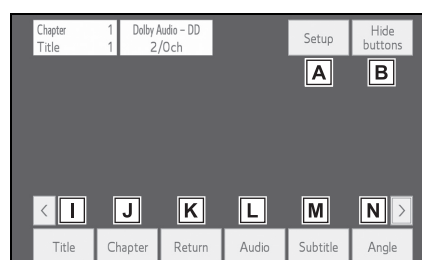 Chapter 1
Title 1
Dolby Audio – DD
2/0ch
Setup
Hide
buttons
A
B
< I J K L M N >
Title Chapter Return Audio Subtitle Angle